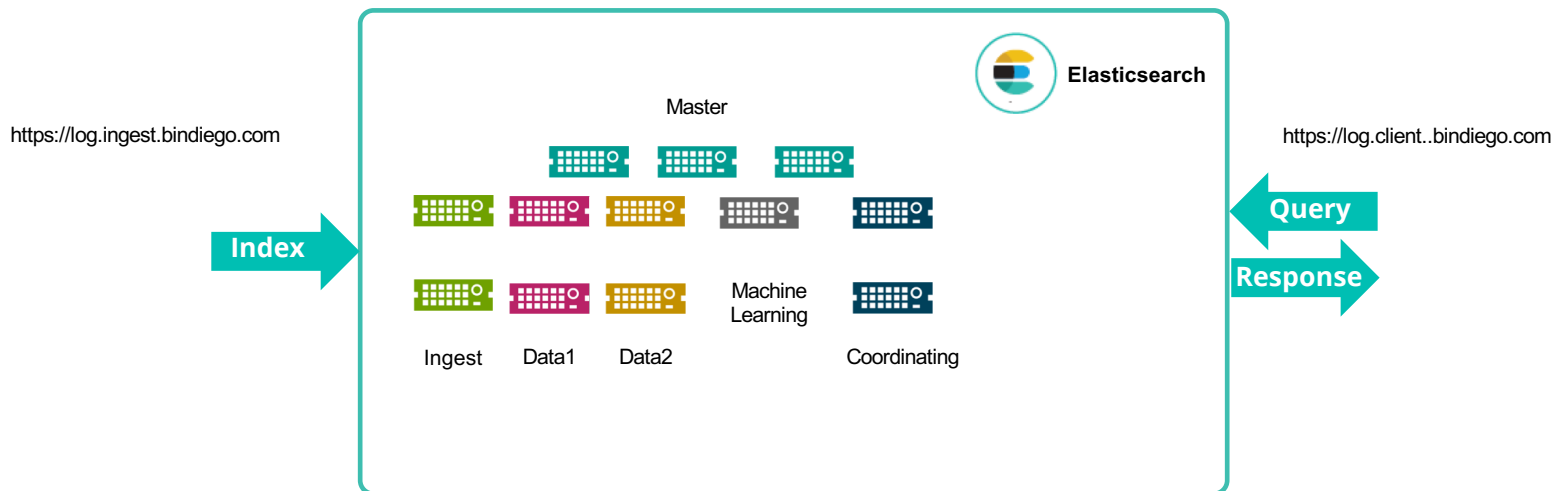 Elasticsearch
Master
https://log.ingest.bindiego.com
https://log.client..bindiego.com
Index
Query
Response
Machine
Learning
Ingest
Data1
Data2
Coordinating